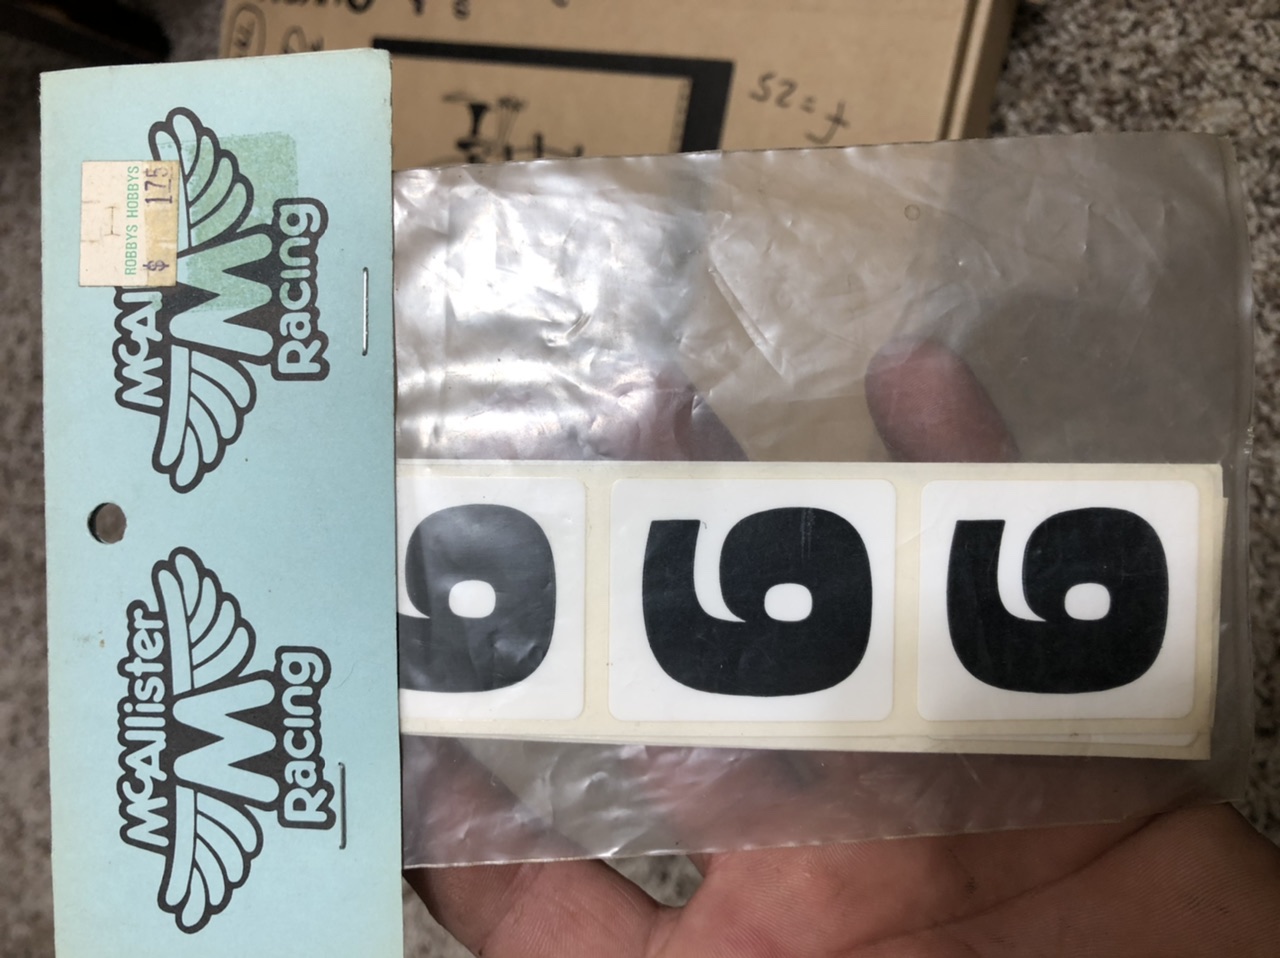 McAllister
M
Racing
McAl
M
Racing
ROBBYS HOBBYS
$ 175
6
6
6